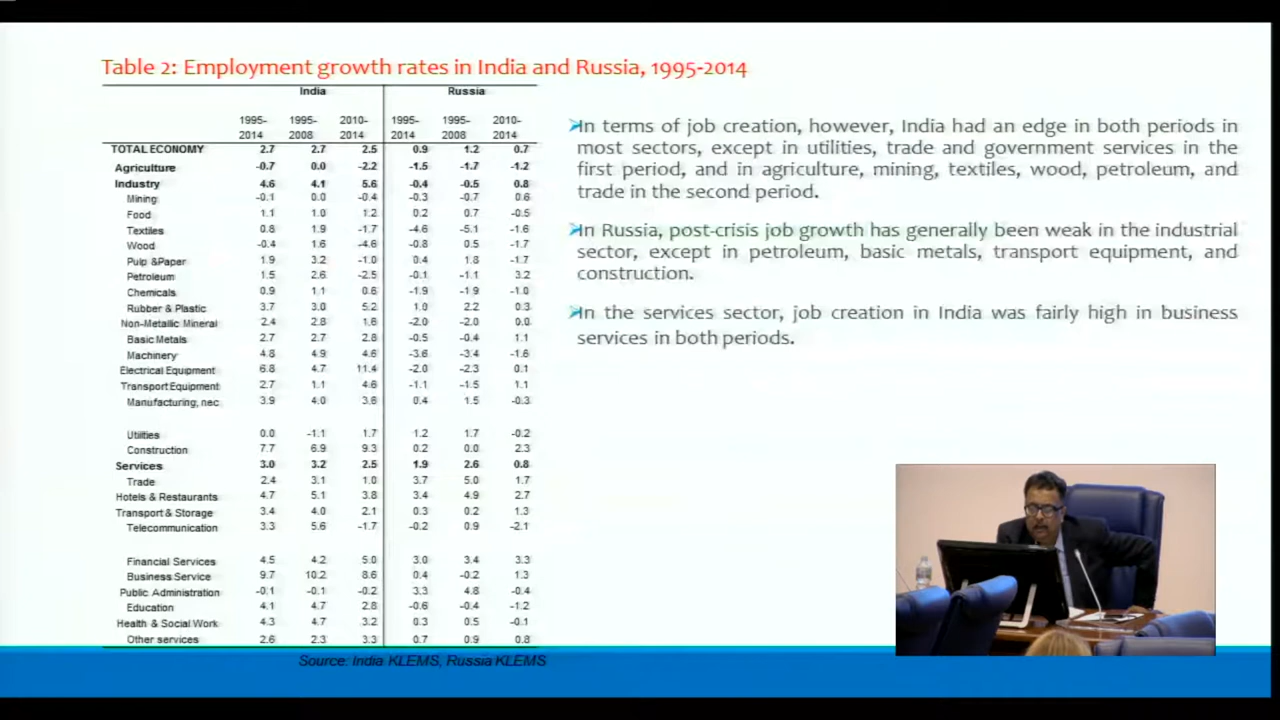 Table 2: Employment growth rates in India and Russia, 1995-2014
India Russia
1995-2014 1995-2008 2010-2014 1995-2014 1995-2008 2010-2014
TOTAL ECONOMY 2.7 2.7 2.5 0.9 1.2 0.7
Agriculture -0.7 0.0 -2.2 -1.5 -1.7 -1.2
Industry 4.6 4.1 5.6 -0.4 -0.5 0.8
Mining -0.1 0.0 -0.4 -0.3 -0.7 0.6
Food 1.1 1.0 1.2 0.2 0.7 -0.5
Textiles 0.8 1.9 -1.7 -4.6 -5.1 -1.6
Wood -0.4 1.6 -4.6 -0.8 0.5 -1.7
Pulp &Paper 1.9 3.2 -1.0 0.4 1.8 -1.7
Petroleum 1.5 2.6 -2.5 -0.1 -1.1 3.2
Chemicals 0.9 1.1 0.6 -1.9 -1.9 -1.0
Rubber & Plastic 3.7 3.0 5.2 1.0 2.2 0.3
Non-Metallic Mineral 2.4 2.8 1.6 -2.0 -2.0 0.0
Basic Metals 2.7 2.7 2.8 -0.5 -0.4 1.1
Machinery 4.8 4.9 4.6 -3.6 -3.4 -1.6
Electrical Equipment 6.8 4.7 11.4 -2.0 -2.3 0.1
Transport Equipment 2.7 1.1 4.6 -1.1 -1.5 1.1
Manufacturing, nec 3.9 4.0 3.6 0.4 1.5 -0.3
Utilities 0.0 -1.1 1.7 1.2 1.7 -0.2
Construction 7.7 6.9 9.3 0.2 0.0 2.3
Services 3.0 3.2 2.5 1.9 2.6 0.8
Trade 2.4 3.1 1.0 3.7 5.0 1.7
Hotels & Restaurants 4.7 5.1 3.8 3.4 4.9 2.7
Transport & Storage 3.4 4.0 2.1 0.3 0.2 1.3
Telecommunication 3.3 5.6 -1.7 -0.2 0.9 -2.1
Financial Services 4.5 4.2 5.0 3.0 3.4 3.3
Business Service 9.7 10.2 8.6 0.4 -0.2 1.3
Public Administration -0.1 -0.1 -0.2 3.3 4.8 -0.4
Education 4.1 4.7 2.8 -0.6 -0.4 -1.2
Health & Social Work 4.3 4.7 3.2 0.3 0.5 -0.1
Other services 2.6 2.3 3.3 0.7 0.9 0.8
Source: India KLEMS, Russia KLEMS
In terms of job creation, however, India had an edge in both periods in
most sectors, except in utilities, trade and government services in the
first period, and in agriculture, mining, textiles, wood, petroleum, and
trade in the second period.
In Russia, post-crisis job growth has generally been weak in the industrial
sector, except in petroleum, basic metals, transport equipment, and
construction.
In the services sector, job creation in India was fairly high in business
services in both periods.